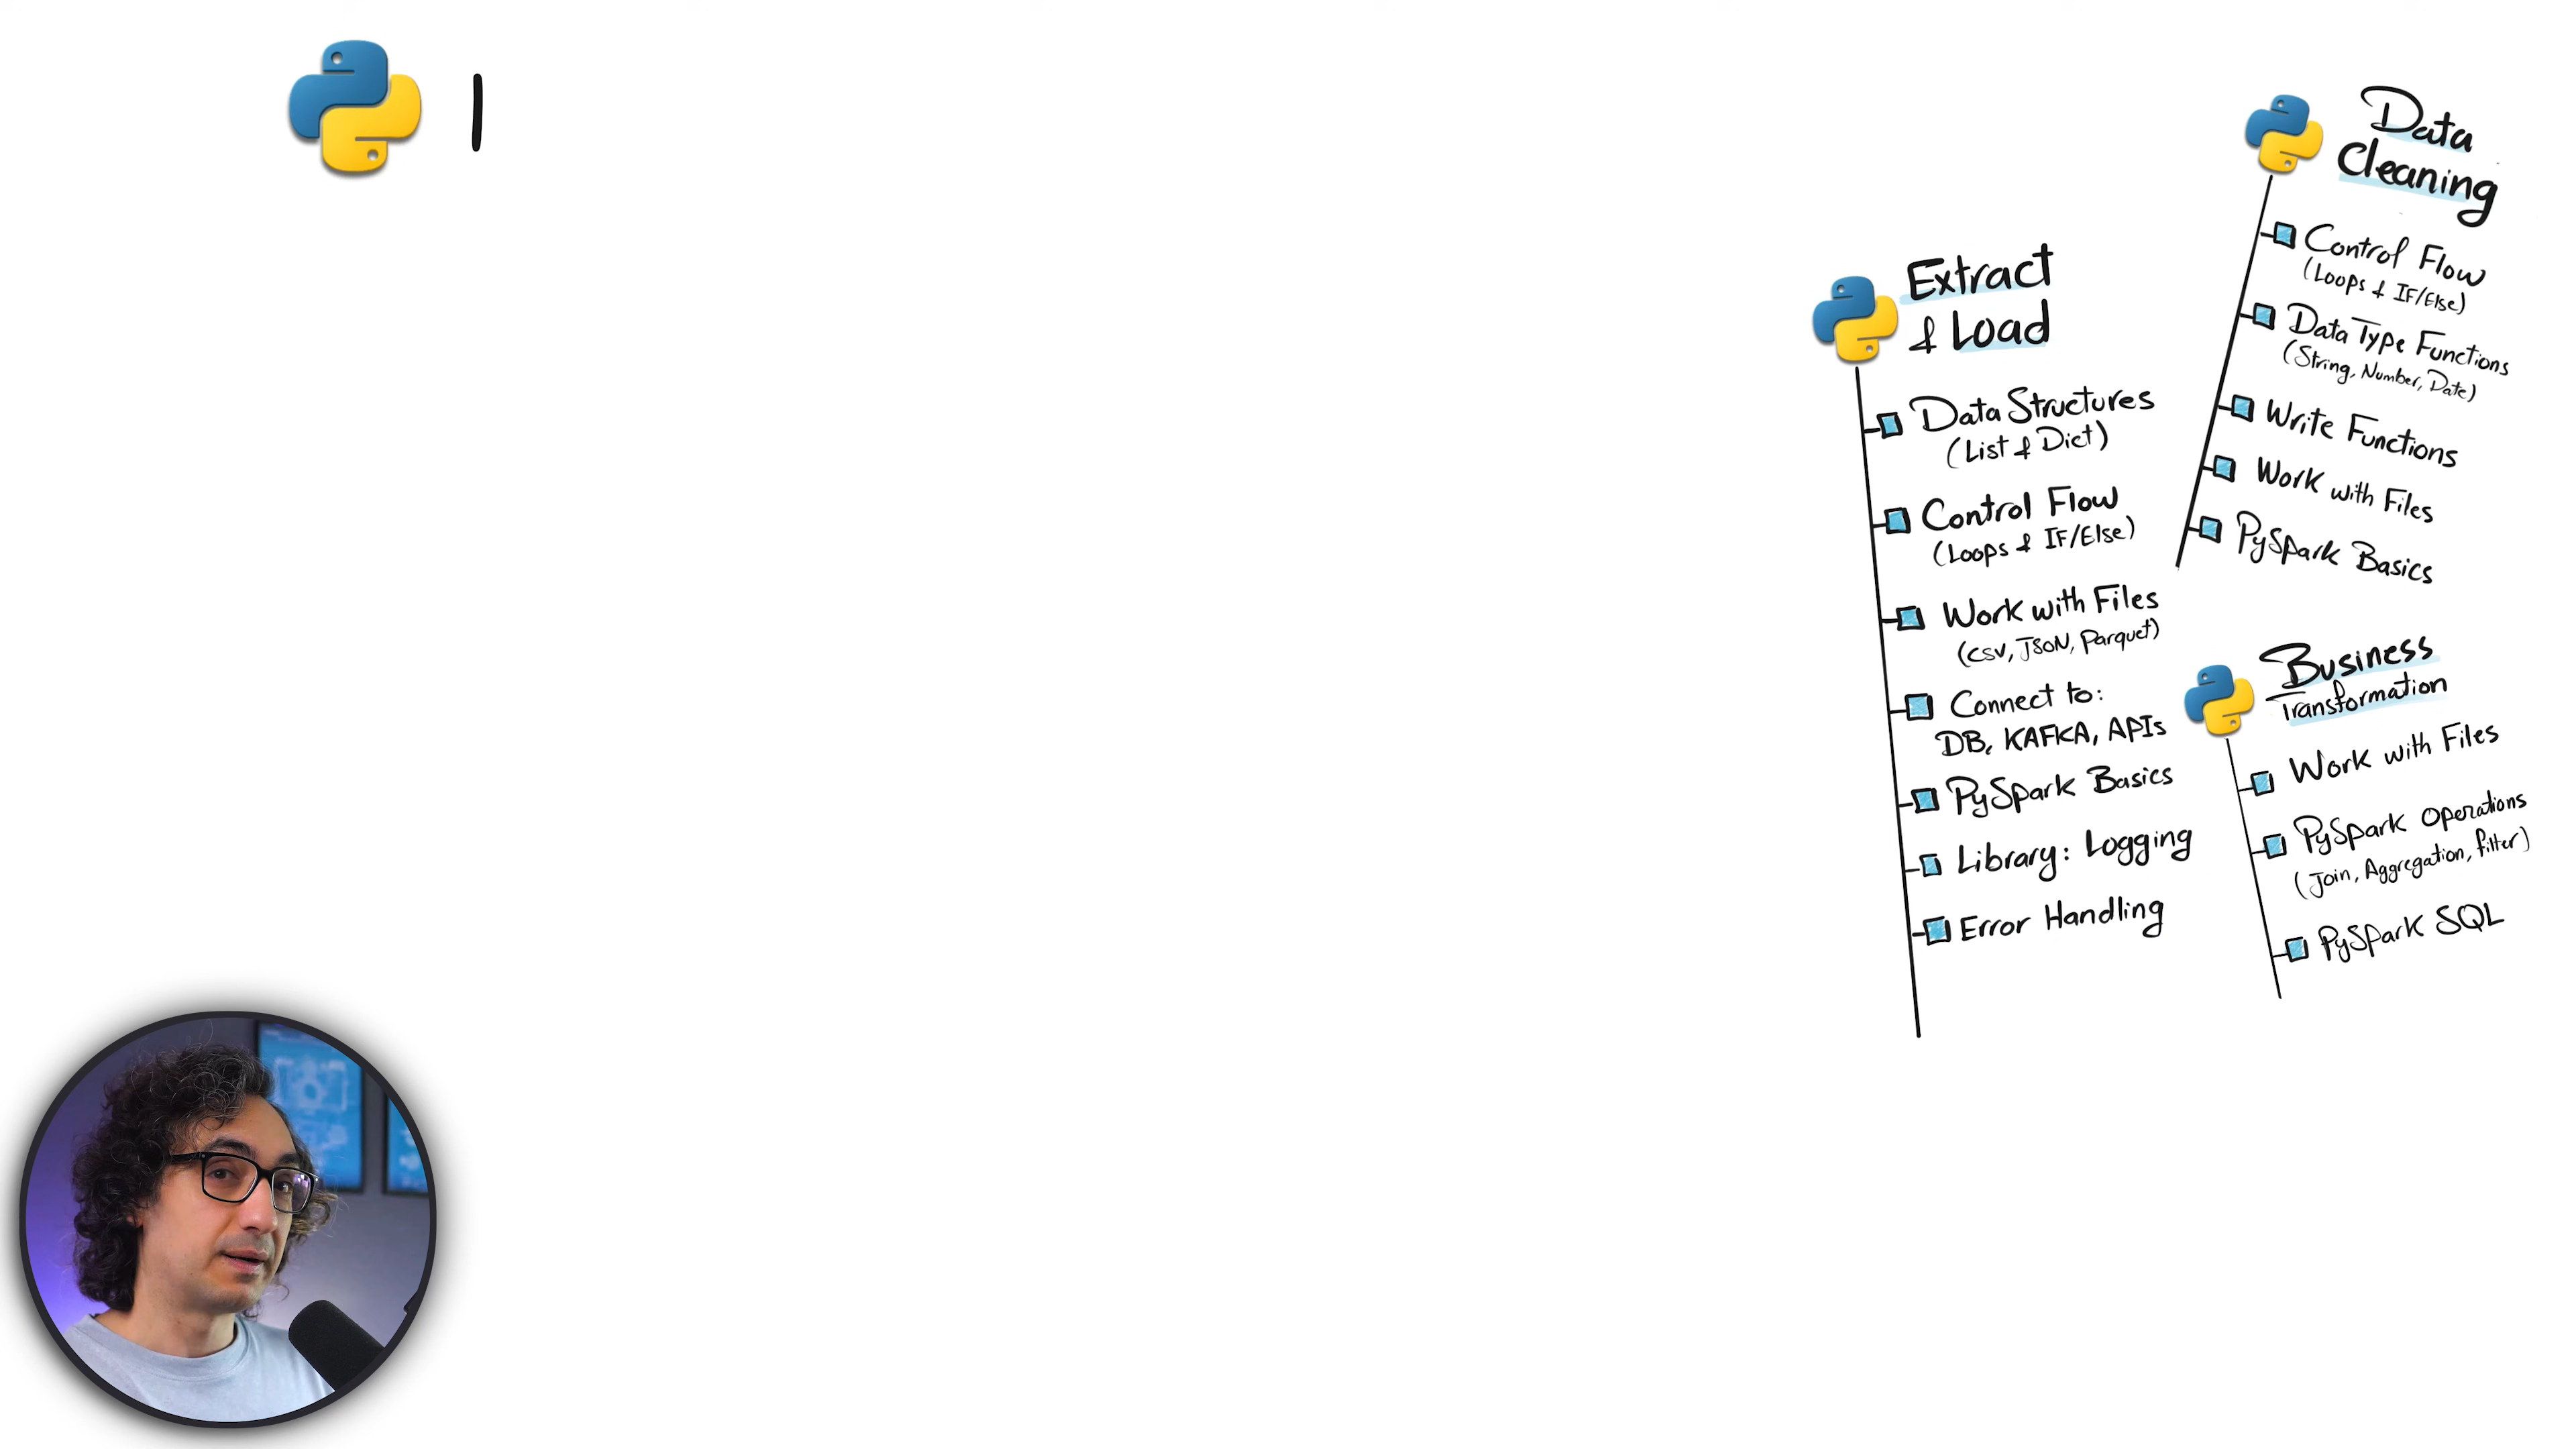 Extract
& Load
Data Structures
(List & Dict)
Control Flow
(Loops & IF/Else)
Work with Files
(CSV, JSON, Parquet)
Connect to:
DB, KAFKA, APIs
PySpark Basics
Library: Logging
Error Handling
Data
Cleaning
Control Flow
(Loops & IF/Else)
Data Type Functions
(String, Number, Date)
Write Functions
Work with Files
PySpark Basics
Business
Transformation
Work with Files
PySpark Operations
(Join, Aggregation, filter)
PySpark SQL